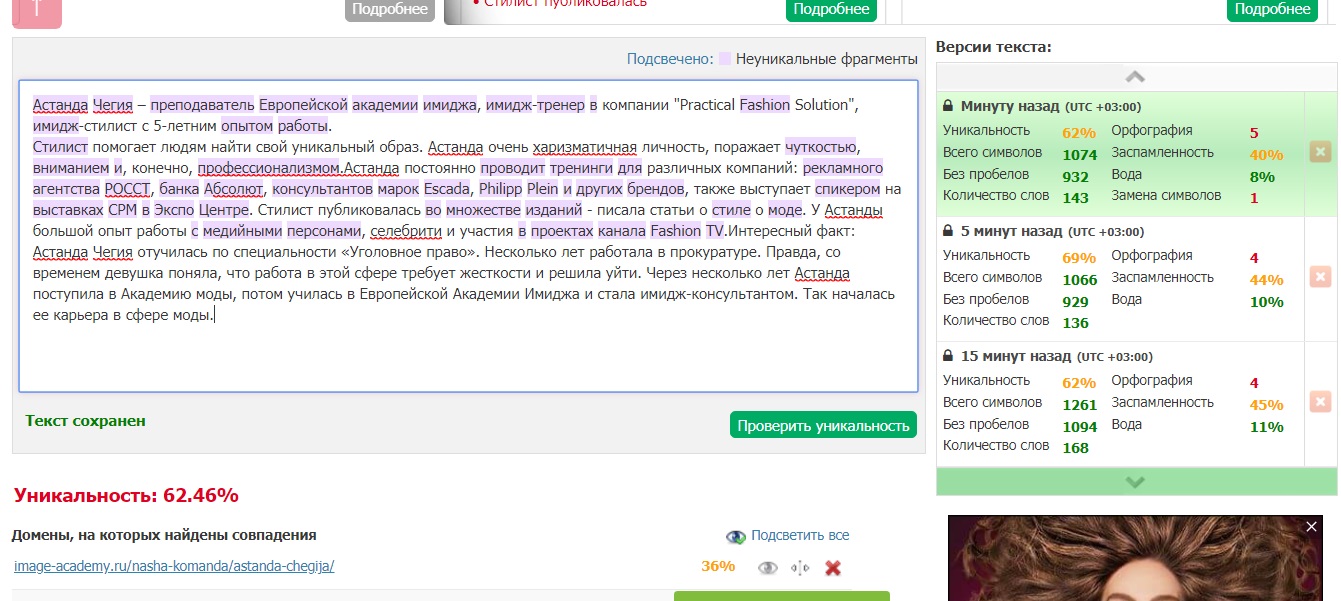 Т
Подробнее
• Стилист публиковалась
Подробнее
Подробнее
Подсвечено: Неуникальные фрагменты
Астанда Чегия – преподаватель Европейской академии имиджа, имидж-тренер в компании "Practical Fashion Solution",
имидж-стилист с 5-летним опытом работы.
Стилист помогает людям найти свой уникальный образ. Астанда очень харизматичная личность, поражает чуткостью,
вниманием и, конечно, профессионализмом.Астанда постоянно проводит тренинги для различных компаний: рекламного
агентства РОССТ, банка Абсолют, консультантов марок Escada, Philipp Plein и других брендов, также выступает спикером на
выставках CPM в Экспо Центре. Стилист публиковалась во множестве изданий - писала статьи о стиле о моде. У Астанды
большой опыт работы с медийными персонами, селебрити и участия в проектах канала Fashion TV.Интересный факт:
Астанда Чегия отучилась по специальности «Уголовное право». Несколько лет работала в прокуратуре. Правда, со
временем девушка поняла, что работа в этой сфере требует жесткости и решила уйти. Через несколько лет Астанда
поступила в Академию моды, потом училась в Европейской Академии Имиджа и стала имидж-консультантом. Так началась
ее карьера в сфере моды.
Текст сохранен
Проверить уникальность
Уникальность: 62.46%
Домены, на которых найдены совпадения
Подсветить все
image-academy.ru/nasha-komanda/astanda-chegija/
36%
Версии текста:
Минуту назад (UTC +03:00)
Уникальность 62% Орфография 5
Всего символов 1074 Заспамленность 40%
Без пробелов 932 Вода 8%
Количество слов 143 Замена символов 1
5 минут назад (UTC +03:00)
Уникальность 69% Орфография 4
Всего символов 1066 Заспамленность 44%
Без пробелов 929 Вода 10%
Количество слов 136
15 минут назад (UTC +03:00)
Уникальность 62% Орфография 4
Всего символов 1261 Заспамленность 45%
Без пробелов 1094 Вода 11%
Количество слов 168